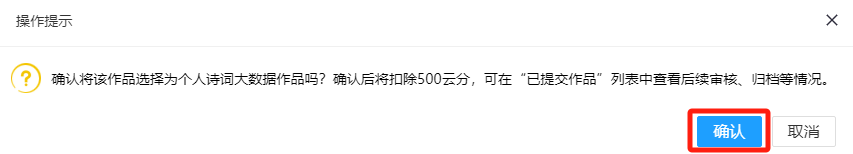 操作提示
确认将该作品选择为个人诗词大数据作品吗？确认后将扣除500云分，可在“已提交作品”列表中查看后续审核、归档等情况。
确认 取消